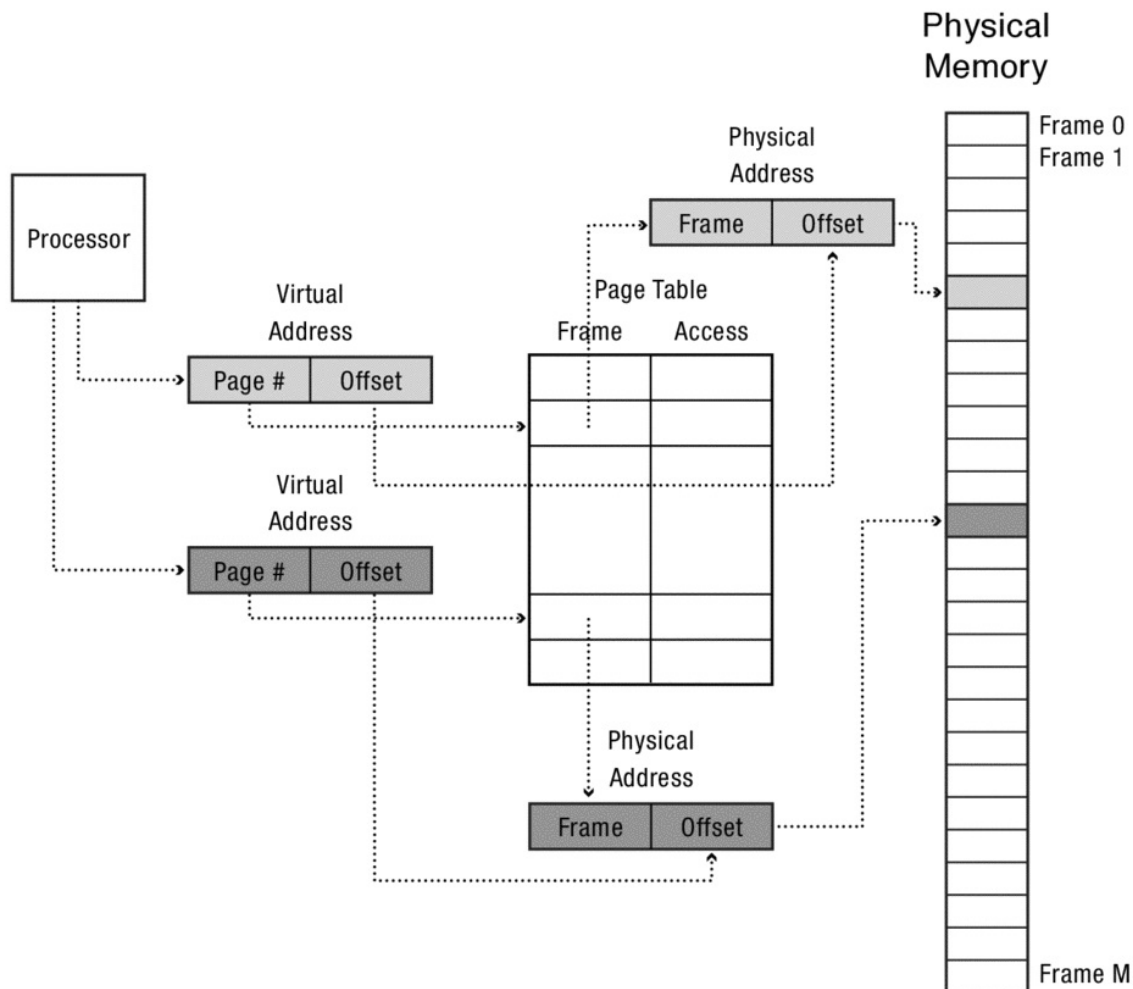 Physical
Memory
Frame 0
Frame 1
Physical
Address
Frame Offset
Processor
Virtual
Address
Page # Offset
Page Table
Frame Access
Virtual
Address
Page # Offset
Physical
Address
Frame Offset
Frame M